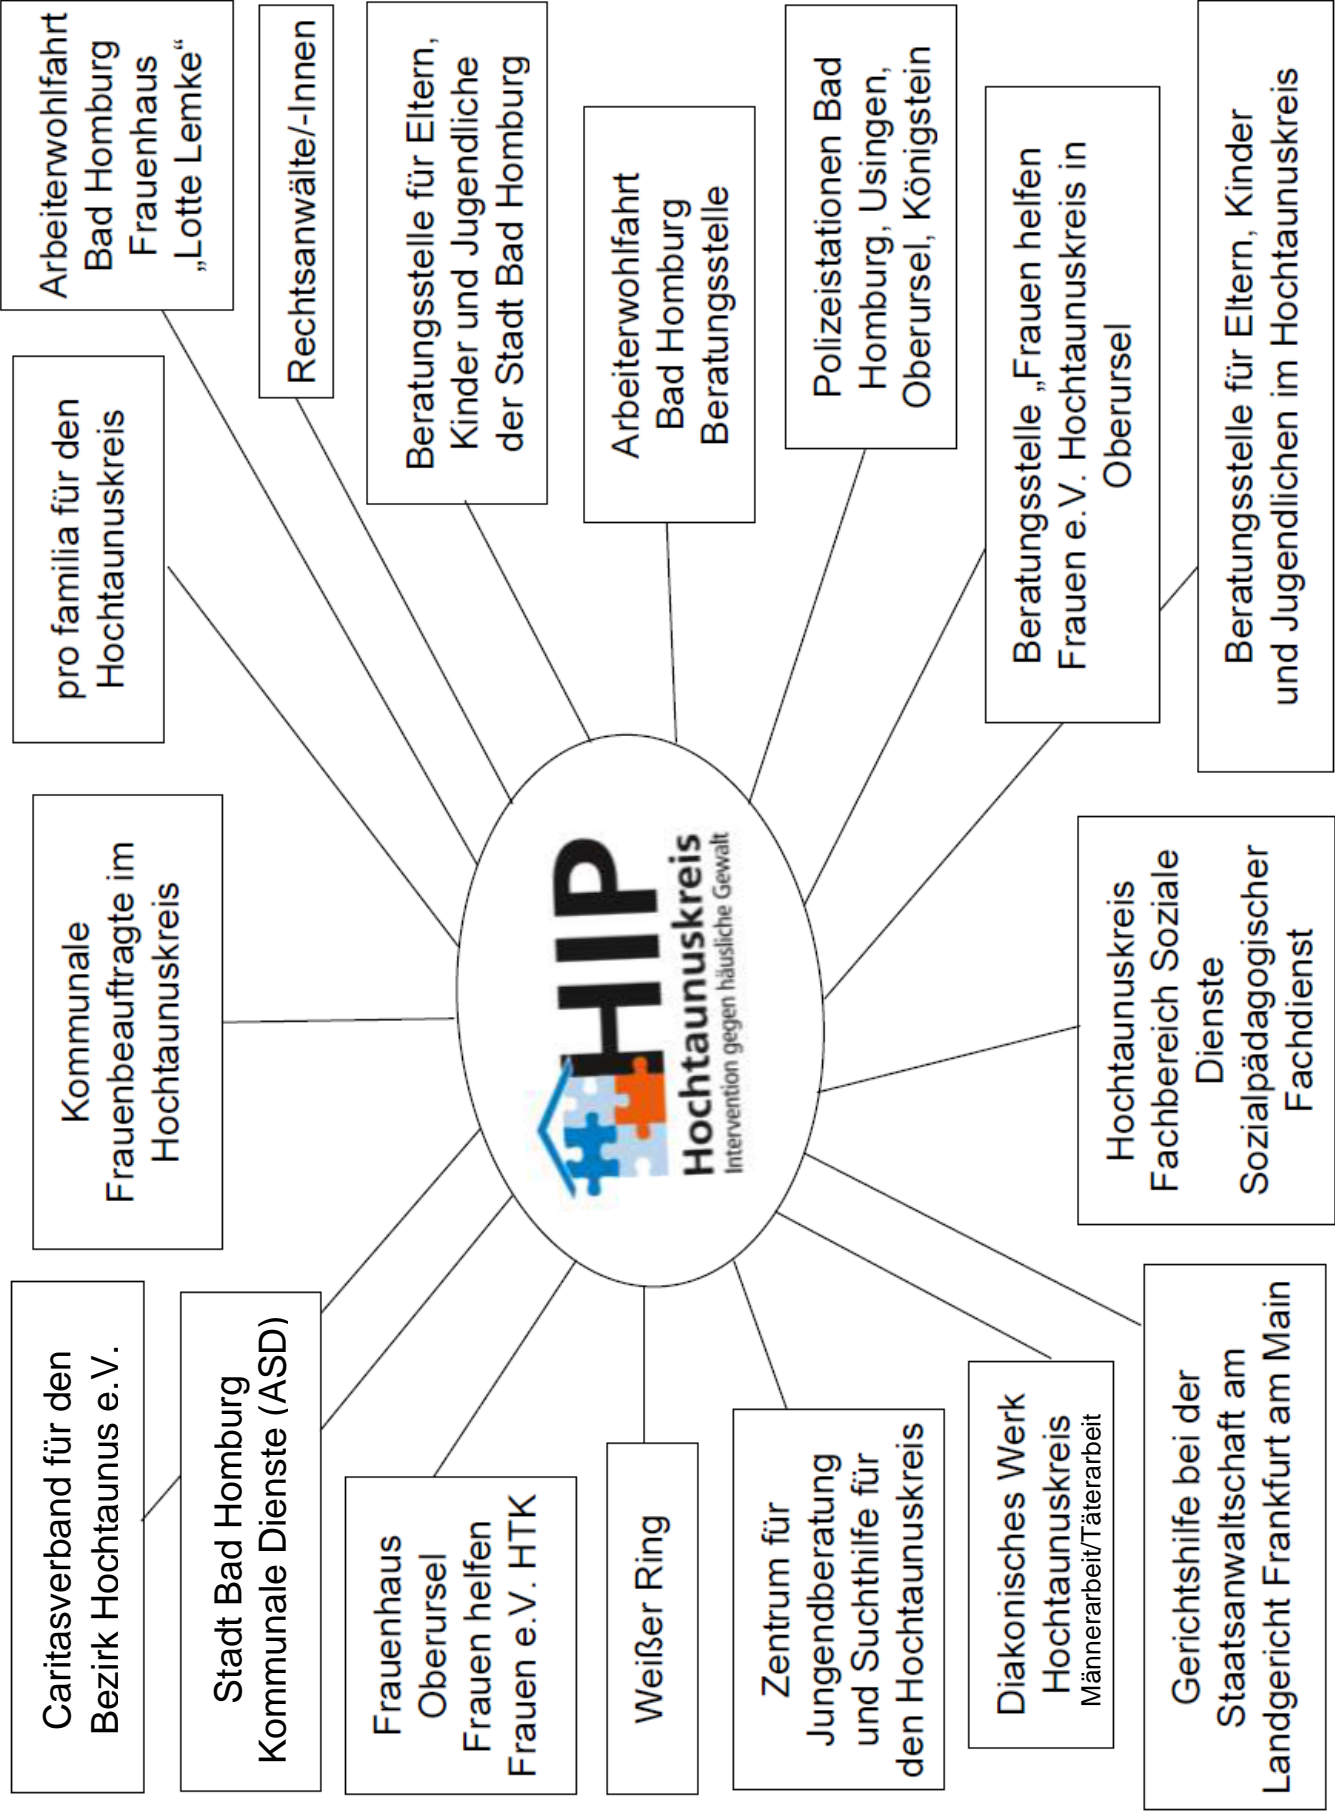 Caritasverband für den
Bezirk Hochtaunus e.V.
Kommunale
Frauenbeauftragte im
Hochtaunuskreis
pro familia für den
Hochtaunuskreis
Arbeiterwohlfahrt
Bad Homburg
Frauenhaus
„Lotte Lemke“
Stadt Bad Homburg
Kommunale Dienste (ASD)
Rechtsanwälte/-Innen
Frauenhaus
Oberursel
Frauen helfen
Frauen e.V. HTK
Beratungsstelle für Eltern,
Kinder und Jugendliche
der Stadt Bad Homburg
Weißer Ring
HIP
Hochtaunuskreis
Intervention gegen häusliche Gewalt
Arbeiterwohlfahrt
Bad Homburg
Beratungsstelle
Zentrum für
Jungendberatung
und Suchthilfe für
den Hochtaunuskreis
Polizeistationen Bad
Homburg, Usingen,
Oberursel, Königstein
Diakonisches Werk
Hochtaunuskreis
Männerarbeit/Täterarbeit
Beratungsstelle „Frauen helfen
Frauen e.V. Hochtaunuskreis in
Oberursel
Gerichtshilfe bei der
Staatsanwaltschaft am
Landgericht Frankfurt am Main
Hochtaunuskreis
Fachbereich Soziale
Dienste
Sozialpädagogischer
Fachdienst
Beratungsstelle für Eltern, Kinder
und Jugendlichen im Hochtaunuskreis